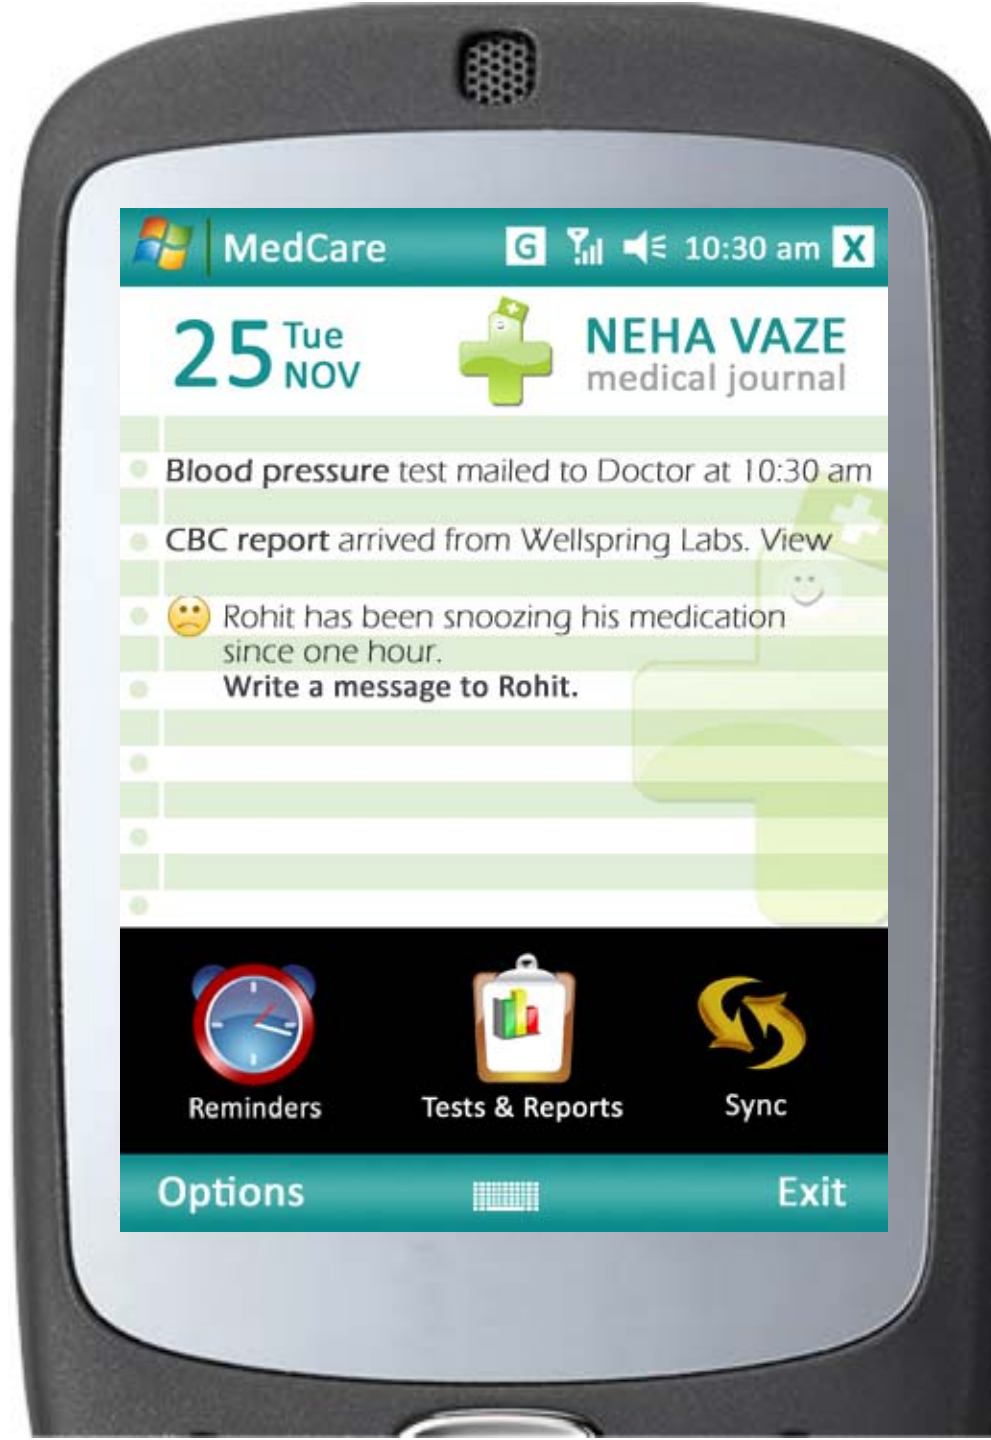 MedCare G 10:30 am X
25 Tue NOV
NEHA VAZE
medical journal
Blood pressure test mailed to Doctor at 10:30 am
CBC report arrived from Wellspring Labs. View
Rohit has been snoozing his medication
since one hour.
Write a message to Rohit.
Reminders Tests & Reports Sync
Options Exit